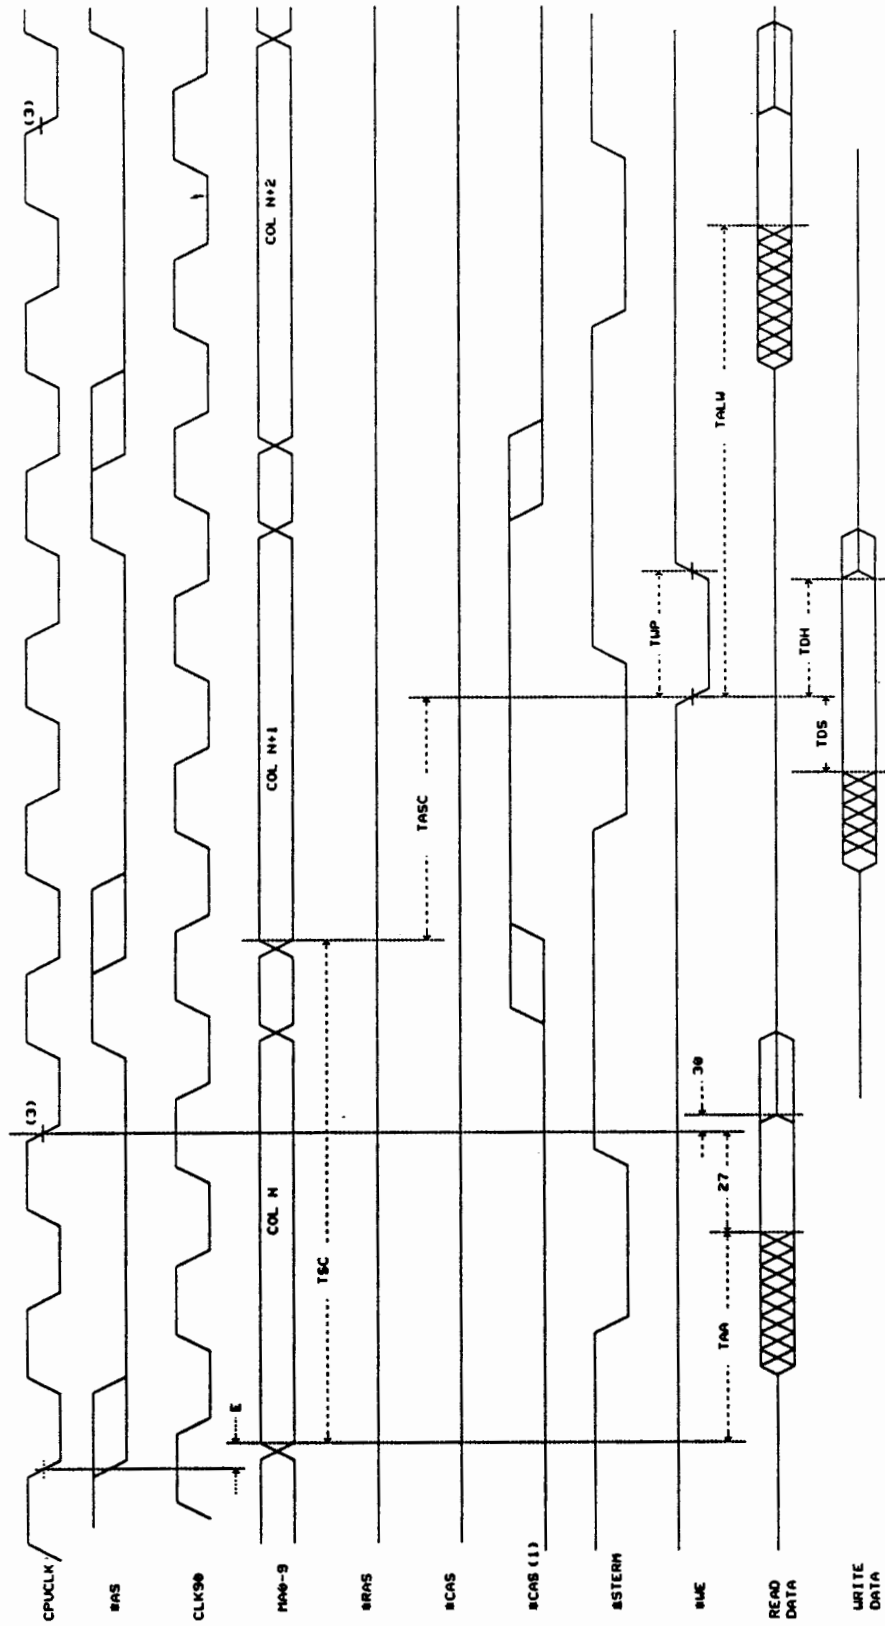 CPUCLK
(3)
(3)
*AS
CLK90
E
MA0-9
COL N
COL N+1
COL N+2
TSC
*RAS
*CAS
TASC
*CAS(1)
*STERM
TWP
*WE
30
TALW
TAA
27
READ
DATA
TDS
TDH
WRITE
DATA